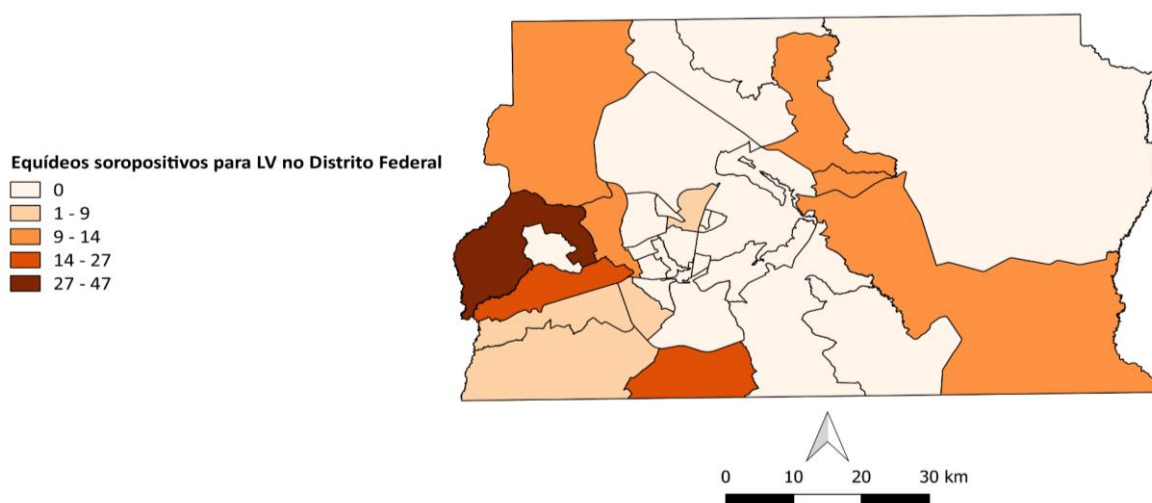 Equídeos soropositivos para LV no Distrito Federal
0
1 - 9
9 - 14
14 - 27
27 - 47
0 10 20 30 km